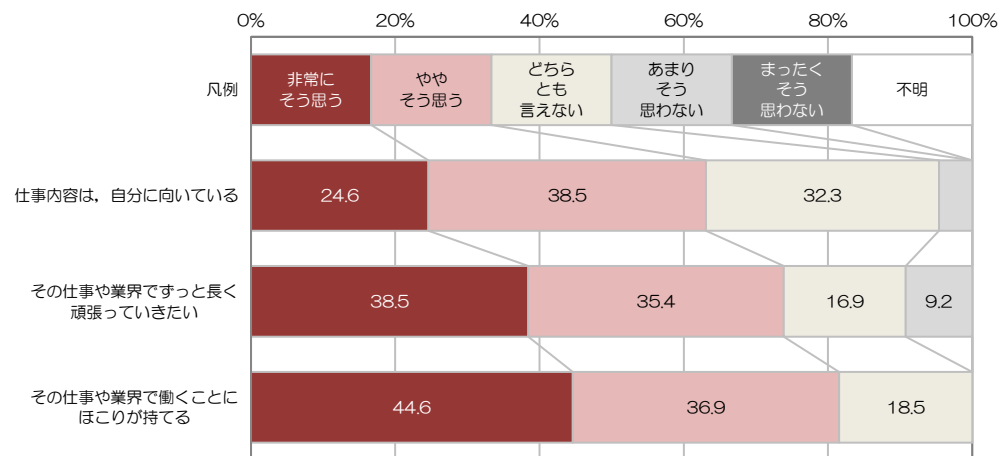 0% 20% 40% 60% 80% 100%
凡例
非常に
そう思う
やや
そう思う
どちら
とも
言えない
あまり
そう
思わない
まったく
そう
思わない
不明
仕事内容は，自分に向いている
24.6 38.5 32.3
その仕事や業界でずっと長く
頑張っていきたい
38.5 35.4 16.9 9.2
その仕事や業界で働くことに
ほこりが持てる
44.6 36.9 18.5